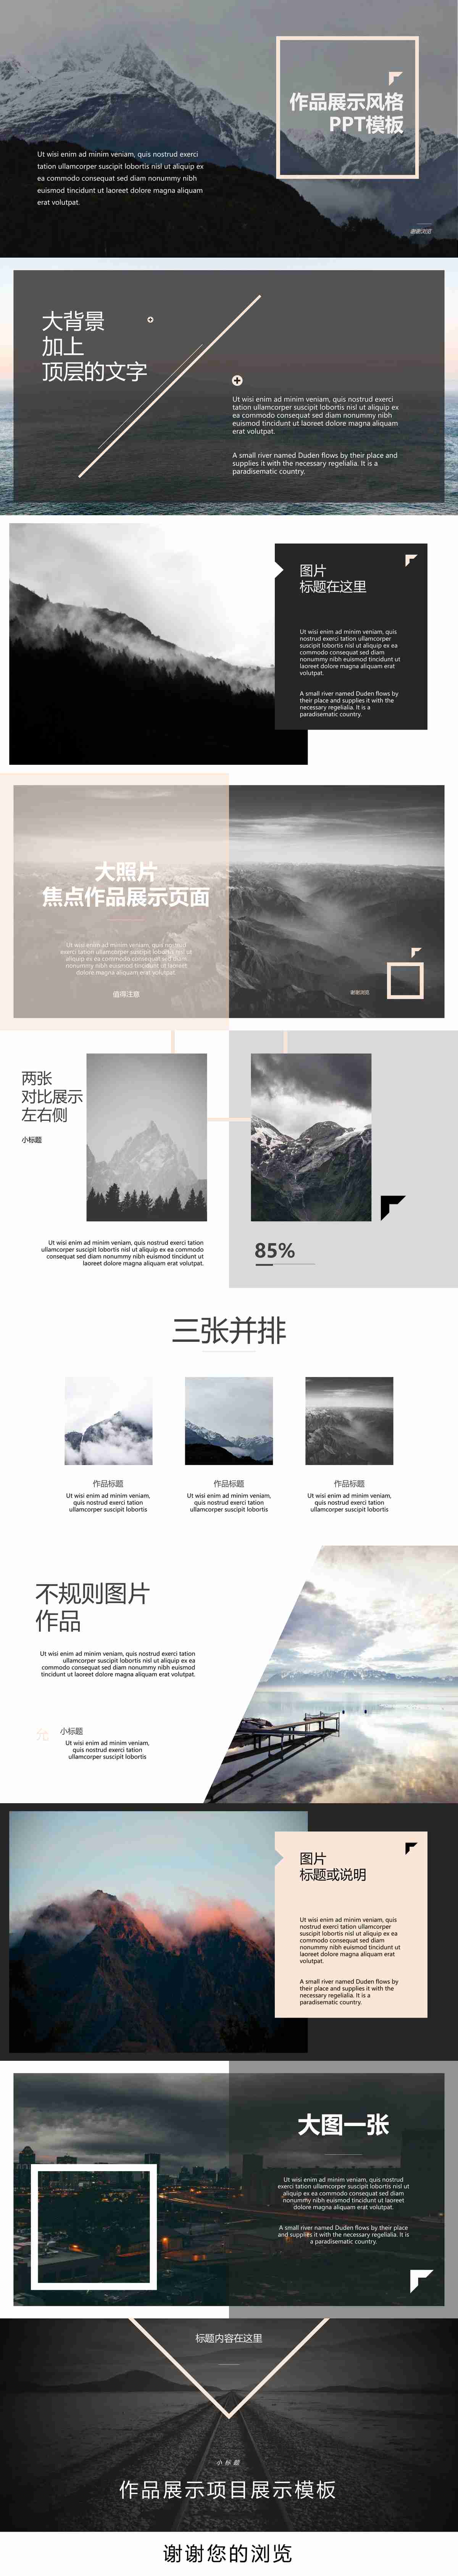 作品展示风格
PPT模板
Ut wisi enim ad minim veniam, quis nostrud exerci
tation ullamcorper suscipit lobortis nisl ut aliquip ex
ea commodo consequat sed diam nonummy nibh
euismod tincidunt ut laoreet dolore magna aliquam
erat volutpat.
谢谢浏览
大背景
加上
顶层的文字
Ut wisi enim ad minim veniam, quis nostrud exerci
tation ullamcorper suscipit lobortis nisl ut aliquip ex
ea commodo consequat sed diam nonummy nibh
euismod tincidunt ut laoreet dolore magna aliquam
erat volutpat.
A small river named Duden flows by their place and
supplies it with the necessary regelialia. It is a
paradisematic country.
图片
标题在这里
Ut wisi enim ad minim veniam, quis
nostrud exerci tation ullamcorper
suscipit lobortis nisl ut aliquip ex ea
commodo consequat sed diam
nonummy nibh euismod tincidunt ut
laoreet dolore magna aliquam erat
volutpat.
A small river named Duden flows by
their place and supplies it with the
necessary regelialia. It is a
paradisematic country.
大照片
焦点作品展示页面
Ut wisi enim ad minim veniam, quis nostrud
exerci tation ullamcorper suscipit lobortis nisl ut
aliquip ex ea commodo consequat sed diam
nonummy nibh euismod tincidunt ut laoreet
dolore magna aliquam erat volutpat.
值得注意
谢谢浏览
两张
对比展示
左右侧
小标题
Ut wisi enim ad minim veniam, quis nostrud exerci tation
ullamcorper suscipit lobortis nisl ut aliquip ex ea commodo
consequat sed diam nonummy nibh euismod tincidunt ut
laoreet dolore magna aliquam erat volutpat.
85%
三张并排
作品标题
Ut wisi enim ad minim veniam,
quis nostrud exerci tation
ullamcorper suscipit lobortis
作品标题
Ut wisi enim ad minim veniam,
quis nostrud exerci tation
ullamcorper suscipit lobortis
作品标题
Ut wisi enim ad minim veniam,
quis nostrud exerci tation
ullamcorper suscipit lobortis
不规则图片
作品
Ut wisi enim ad minim veniam, quis nostrud exerci tation
ullamcorper suscipit lobortis nisl ut aliquip ex ea
commodo consequat sed diam nonummy nibh euismod
tincidunt ut laoreet dolore magna aliquam erat volutpat.
小标题
Ut wisi enim ad minim veniam,
quis nostrud exerci tation
ullamcorper suscipit lobortis
图片
标题或说明
Ut wisi enim ad minim veniam, quis
nostrud exerci tation ullamcorper
suscipit lobortis nisl ut aliquip ex ea
commodo consequat sed diam
nonummy nibh euismod tincidunt ut
laoreet dolore magna aliquam erat
volutpat.
A small river named Duden flows by
their place and supplies it with the
necessary regelialia. It is a
paradisematic country.
大图一张
Ut wisi enim ad minim veniam, quis nostrud
exerci tation ullamcorper suscipit lobortis nisl ut
aliquip ex ea commodo consequat sed diam
nonummy nibh euismod tincidunt ut laoreet
dolore magna aliquam erat volutpat.
A small river named Duden flows by their place
and supplies it with the necessary regelialia. It is
a paradisematic country.
标题内容在这里
小标题
作品展示项目展示模板
谢谢您的浏览